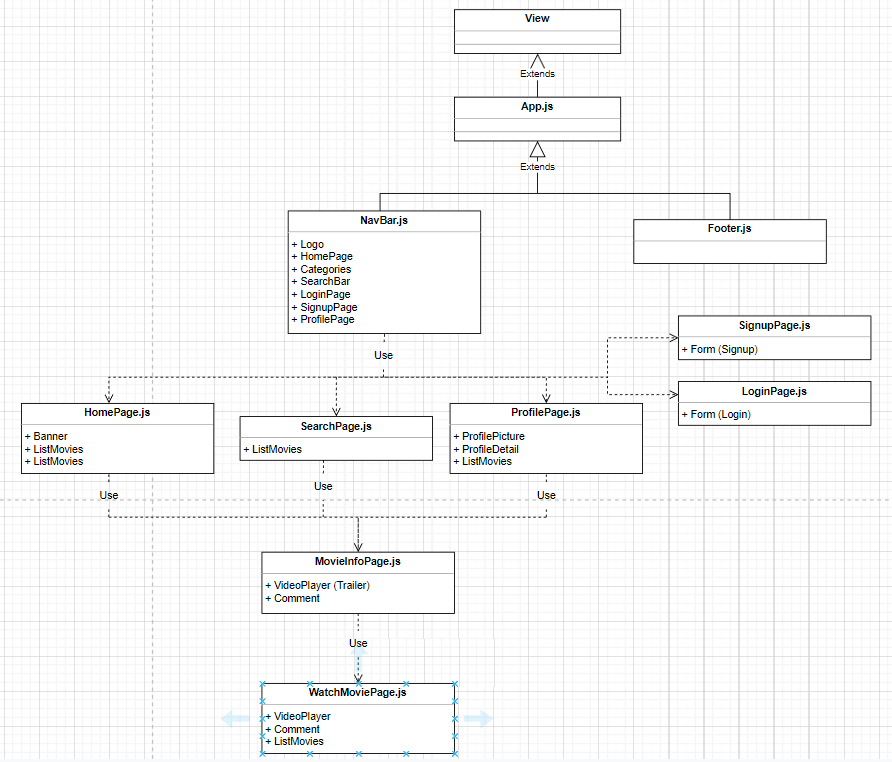 View
Extends
App.js
Extends
NavBar.js
+ Logo
+ HomePage
+ Categories
+ SearchBar
+ LoginPage
+ SignupPage
+ ProfilePage
Footer.js
Use
SignupPage.js
+ Form (Signup)
LoginPage.js
+ Form (Login)
HomePage.js
+ Banner
+ ListMovies
+ ListMovies
SearchPage.js
+ ListMovies
ProfilePage.js
+ ProfilePicture
+ ProfileDetail
+ ListMovies
Use
Use
Use
MovieInfoPage.js
+ VideoPlayer (Trailer)
+ Comment
Use
WatchMoviePage.js
+ VideoPlayer
+ Comment
+ ListMovies